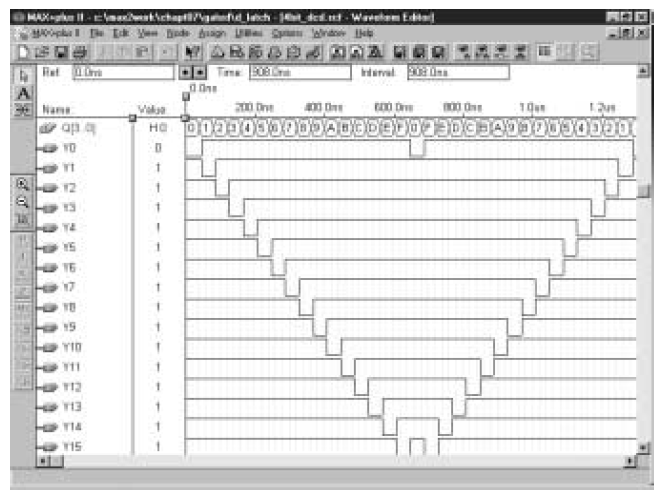 MAX+plus II - c:\max2work\chapt07\gated\d_latch - [4bit_dcd.scf - Waveform Editor]
MAX+plus II File Edit View Node Assign Utilities Options Window Help
Ref: 0.0ns Time: 908.0ns Interval: 908.0ns
0.0ns
Name: Value: 200.0ns 400.0ns 600.0ns 800.0ns 1.0us 1.2us
Q[3..0] H 0 0 1 2 3 4 5 6 7 8 9 A B C D E F 0 F E D C B A 9 8 7 6 5 4 3 2 1
Y0 0
Y1 1
Y2 1
Y3 1
Y4 1
Y5 1
Y6 1
Y7 1
Y8 1
Y9 1
Y10 1
Y11 1
Y12 1
Y13 1
Y14 1
Y15 1